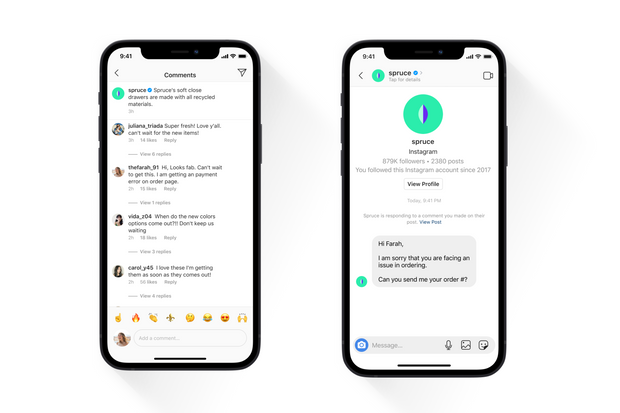 9:41
Comments
spruce Spruce's soft close
drawers are made with all recycled
materials.
2h
juliana_triada Super fresh! Love y'all.
can't wait for the new items!
2h 14 likes Reply
View 6 replies
thefarah_91 Hi, Looks fab. Can't wait
to get this. I am getting an payment
error on order page.
2h 15 likes Reply
View 1 replies
vida_z04 When do the new colors
options come out?!! Don't keep us
waiting
2h 18 likes Reply
View 3 replies
carol_y45 I love these I'm getting
them as soon as they comes out!
2h 56 likes Reply
View 4 replies
Add a comment...
9:41
spruce
Tap for details
spruce
Instagram
879K followers • 2380 posts
You followed this Instagram account since 2017
View Profile
Today, 9:41 PM
Spruce is responding to a comment you made on their
post. View Post
Hi Farah,
I am sorry that you are facing an
issue in ordering.
Can you send me your order #?
Message...